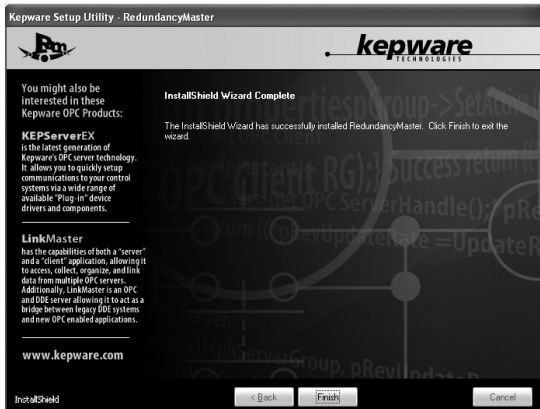 Kepware Setup Utility - RedundancyMaster
kepware
TECHNOLOGIES
You might also be
interested in these
Kepware OPC Products:
KEPServerEX
is the latest generation of
Kepware's OPC server technology.
It allows you to quickly setup
communications to your control
systems via a wide range of
available "Plug-in" device
drivers and components.
LinkMaster
has the capabilities of both a "server"
and a "client" application, allowing it
to access, collect, organize, and link
data from multiple OPC servers.
Additionally, LinkMaster is an OPC
and DDE server allowing it to act as a
bridge between legacy DDE systems
and new OPC enabled applications.
www.kepware.com
InstallShield Wizard Complete
The InstallShield Wizard has successfully installed RedundancyMaster. Click Finish to exit the
wizard.
InstallShield
< Back
Finish
Cancel